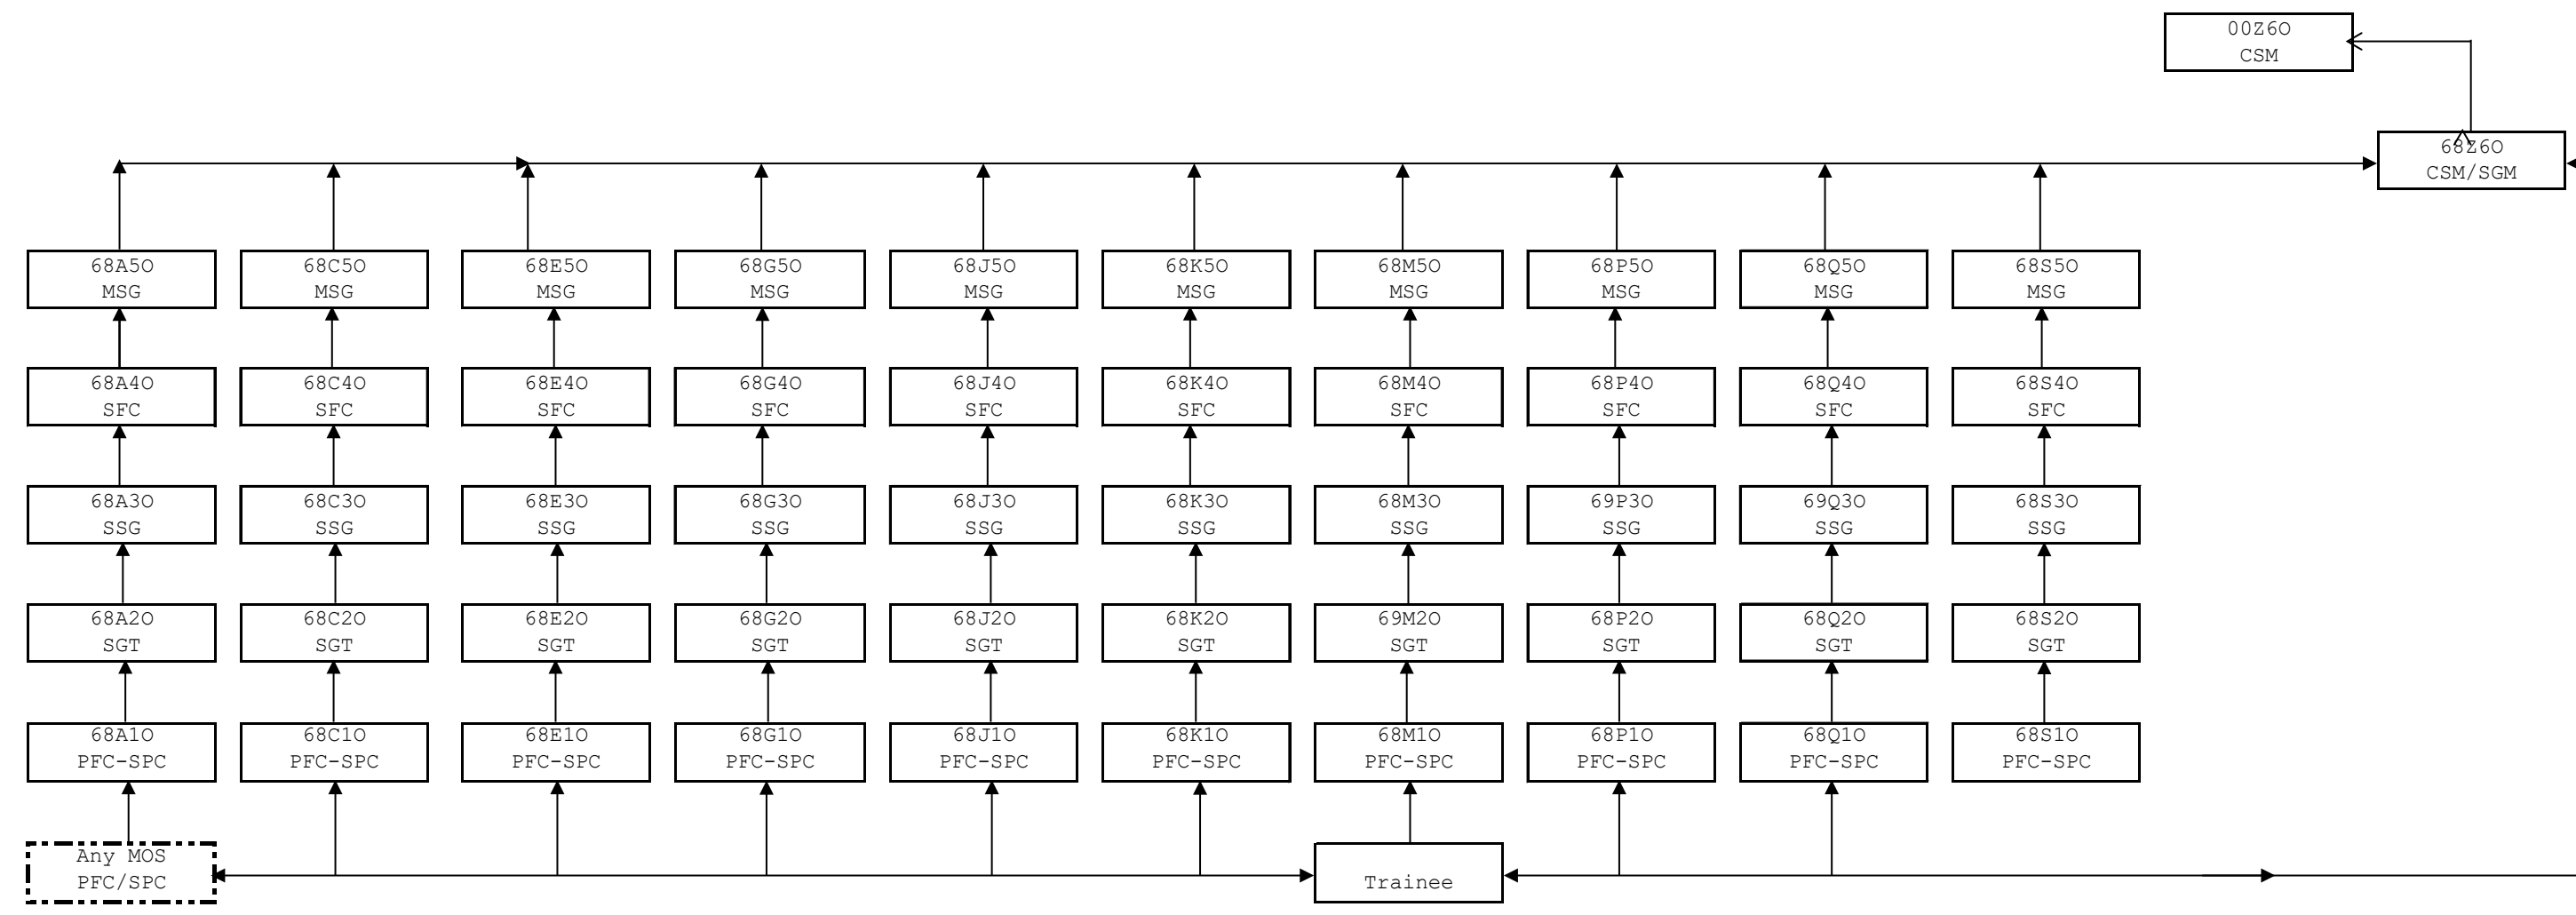 00Z6O
CSM
68Z6O
CSM/SGM
68A5O
MSG
68C5O
MSG
68E5O
MSG
68G5O
MSG
68J5O
MSG
68K5O
MSG
68M5O
MSG
68P5O
MSG
68Q5O
MSG
68S5O
MSG
68A4O
SFC
68C4O
SFC
68E4O
SFC
68G4O
SFC
68J4O
SFC
68K4O
SFC
68M4O
SFC
68P4O
SFC
68Q4O
SFC
68S4O
SFC
68A3O
SSG
68C3O
SSG
68E3O
SSG
68G3O
SSG
68J3O
SSG
68K3O
SSG
68M3O
SSG
69P3O
SSG
69Q3O
SSG
68S3O
SSG
68A2O
SGT
68C2O
SGT
68E2O
SGT
68G2O
SGT
68J2O
SGT
68K2O
SGT
69M2O
SGT
68P2O
SGT
68Q2O
SGT
68S2O
SGT
68A1O
PFC-SPC
68C1O
PFC-SPC
68E1O
PFC-SPC
68G1O
PFC-SPC
68J1O
PFC-SPC
68K1O
PFC-SPC
68M1O
PFC-SPC
68P1O
PFC-SPC
68Q1O
PFC-SPC
68S1O
PFC-SPC
Any MOS
PFC/SPC
Trainee